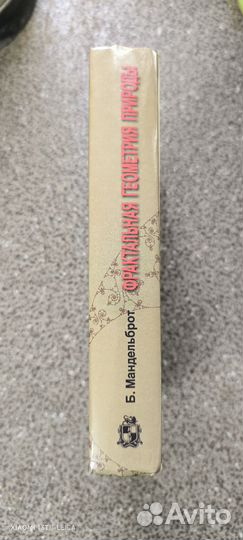 Б. Мандельброт
ФРАКТАЛЬНАЯ ГЕОМЕТРИЯ ПРИРОДЫ
XIAOMI 13T | LEICA
Avito